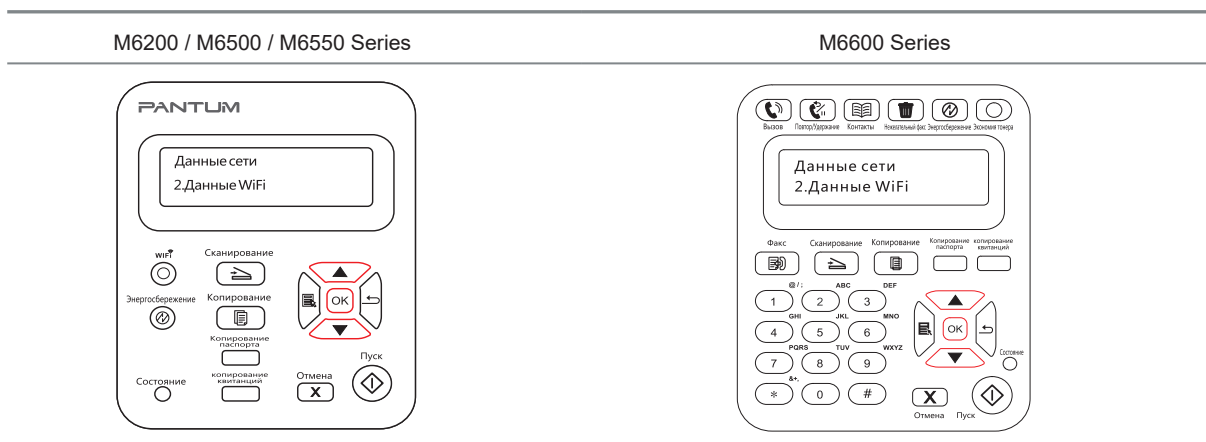 M6200 / M6500 / M6550 Series
M6600 Series
PANTUM
Данные сети
2.Данные WiFi
WiFi
Сканирование
Энергосбережение
Копирование
OK
Копирование
паспорта
Пуск
Состояние
копирование
квитанций
Отмена
X
Вызов
Повтор/Удержание
Контакты
Нежелательный факс
Энергосбережение
Экономия тонера
Данные сети
2.Данные WiFi
Факс
Сканирование
Копирование
Копирование
паспорта
копирование
квитанций
@ / :
ABC
DEF
1
2
3
GHI
JKL
MNO
4
5
6
OK
PQRS
TUV
WXYZ
7
8
9
Состояние
&+,
*
0
#
X
Отмена
Пуск